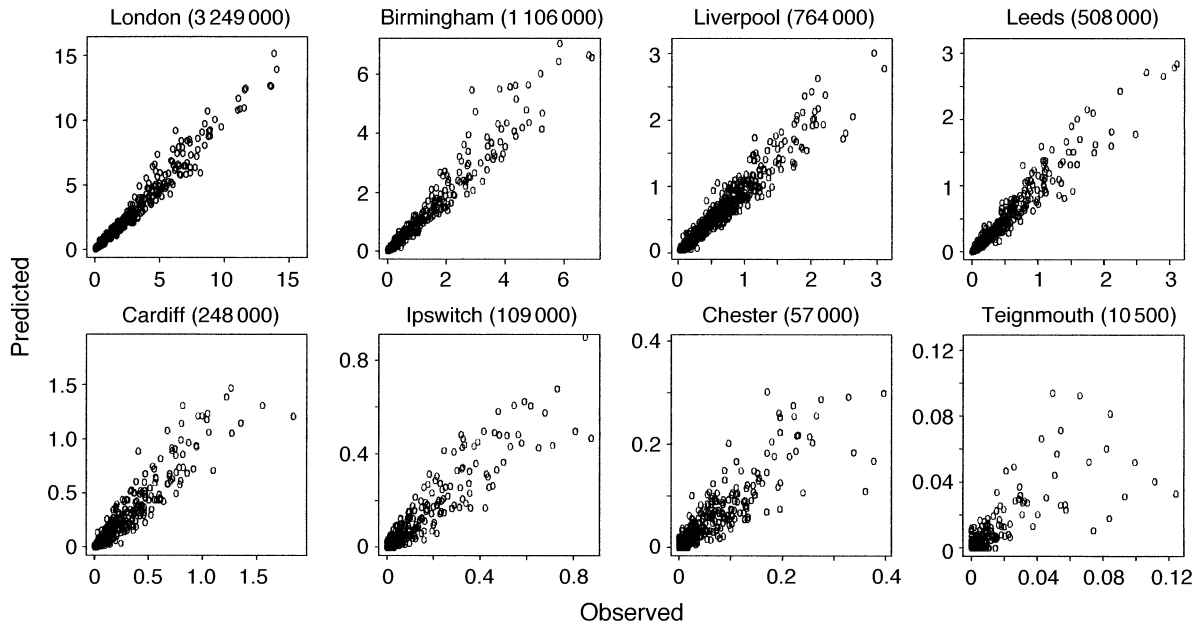 London (3 249 000) Birmingham (1 106 000) Liverpool (764 000) Leeds (508 000)
15
10
5
0
0 5 10 15
6
4
2
0
0 2 4 6
3
2
1
0
0 1 2 3
3
2
1
0
0 1 2 3
Predicted
Cardiff (248 000) Ipswitch (109 000) Chester (57 000) Teignmouth (10 500)
1.5
1.0
0.5
0
0 0.5 1.0 1.5
0.8
0.4
0
0 0.4 0.8
0.4
0.2
0
0 0.2 0.4
0.12
0.08
0.04
0
0 0.04 0.08 0.12
Observed